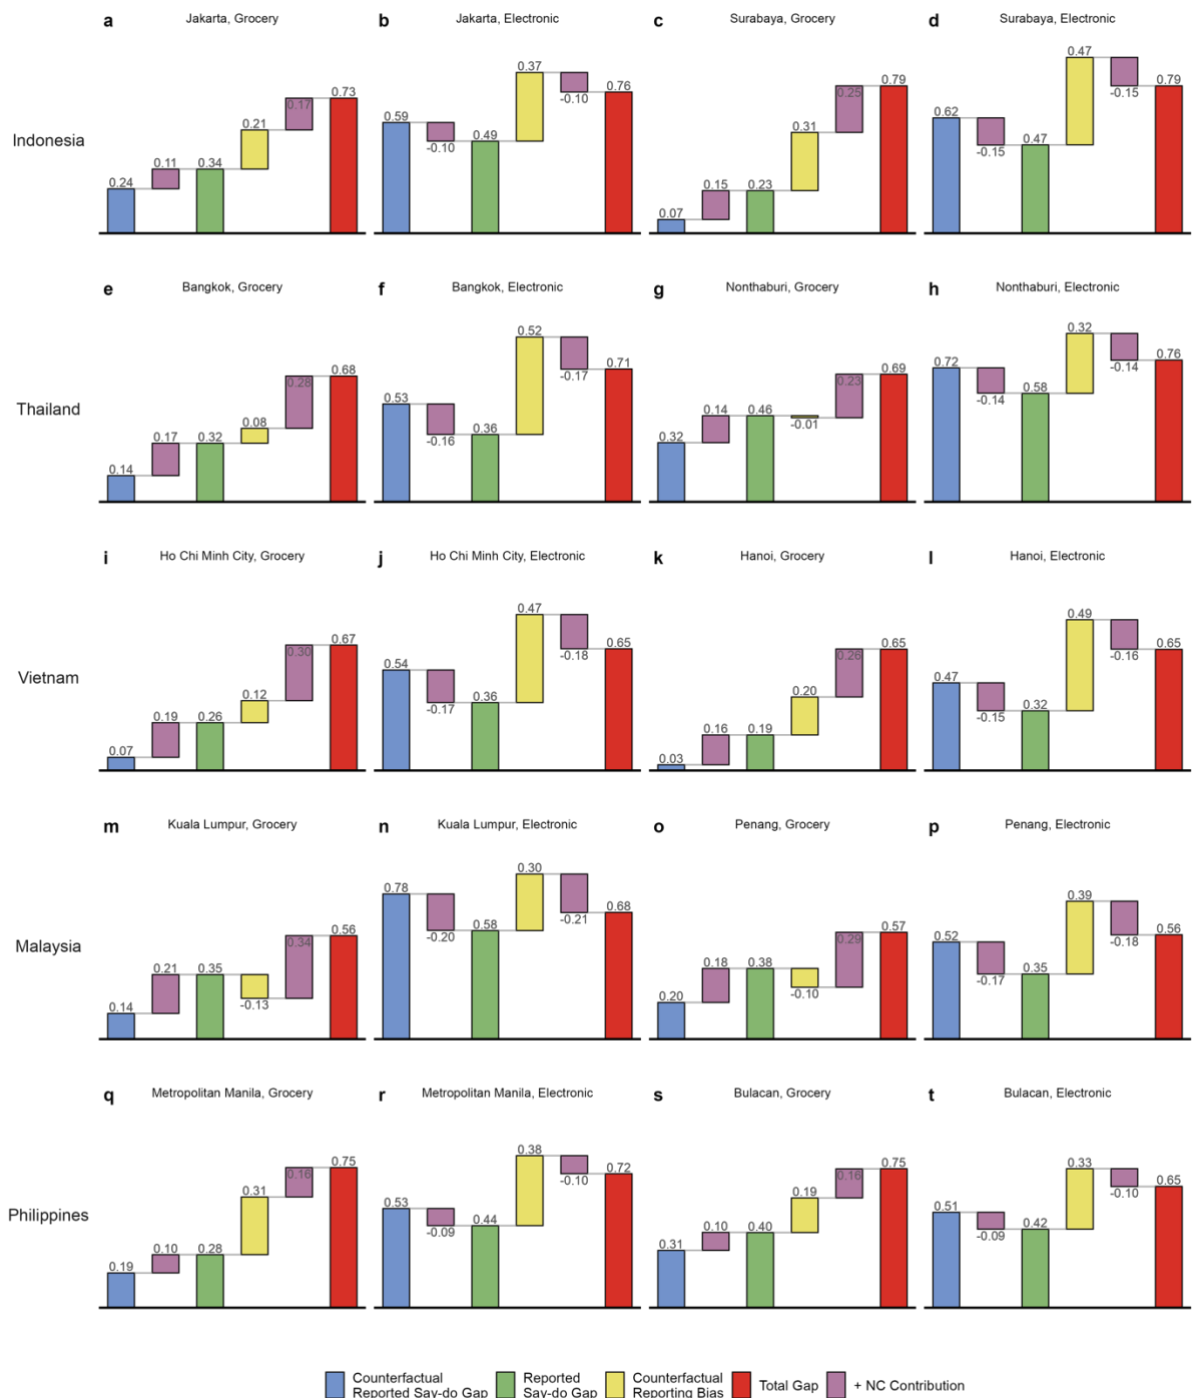 a Jakarta, Grocery b Jakarta, Electronic c Surabaya, Grocery d Surabaya, Electronic
Indonesia
0.24 0.11 0.34 0.21 0.17 0.73
0.59 -0.10 0.49 0.37 -0.10 0.76
0.07 0.15 0.23 0.31 0.25 0.79
0.62 -0.15 0.47 0.47 -0.15 0.79
e Bangkok, Grocery f Bangkok, Electronic g Nonthaburi, Grocery h Nonthaburi, Electronic
Thailand
0.14 0.17 0.32 0.08 0.28 0.68
0.53 -0.16 0.36 0.52 -0.17 0.71
0.32 0.14 0.46 -0.01 0.23 0.69
0.72 -0.14 0.58 0.32 -0.14 0.76
i Ho Chi Minh City, Grocery j Ho Chi Minh City, Electronic k Hanoi, Grocery l Hanoi, Electronic
Vietnam
0.07 0.19 0.26 0.12 0.30 0.67
0.54 -0.17 0.36 0.47 -0.18 0.65
0.03 0.16 0.19 0.20 0.26 0.65
0.47 -0.15 0.32 0.49 -0.16 0.65
m Kuala Lumpur, Grocery n Kuala Lumpur, Electronic o Penang, Grocery p Penang, Electronic
Malaysia
0.14 0.21 0.35 -0.13 0.34 0.56
0.78 -0.20 0.58 0.30 -0.21 0.68
0.20 0.18 0.38 -0.10 0.29 0.57
0.52 -0.17 0.35 0.39 -0.18 0.56
q Metropolitan Manila, Grocery r Metropolitan Manila, Electronic s Bulacan, Grocery t Bulacan, Electronic
Philippines
0.19 0.10 0.28 0.31 0.16 0.75
0.53 -0.09 0.44 0.38 -0.10 0.72
0.31 0.10 0.40 0.19 0.16 0.75
0.51 -0.09 0.42 0.33 -0.10 0.65
Counterfactual
Reported Say-do Gap
Reported
Say-do Gap
Counterfactual
Reporting Bias
Total Gap
+ NC Contribution